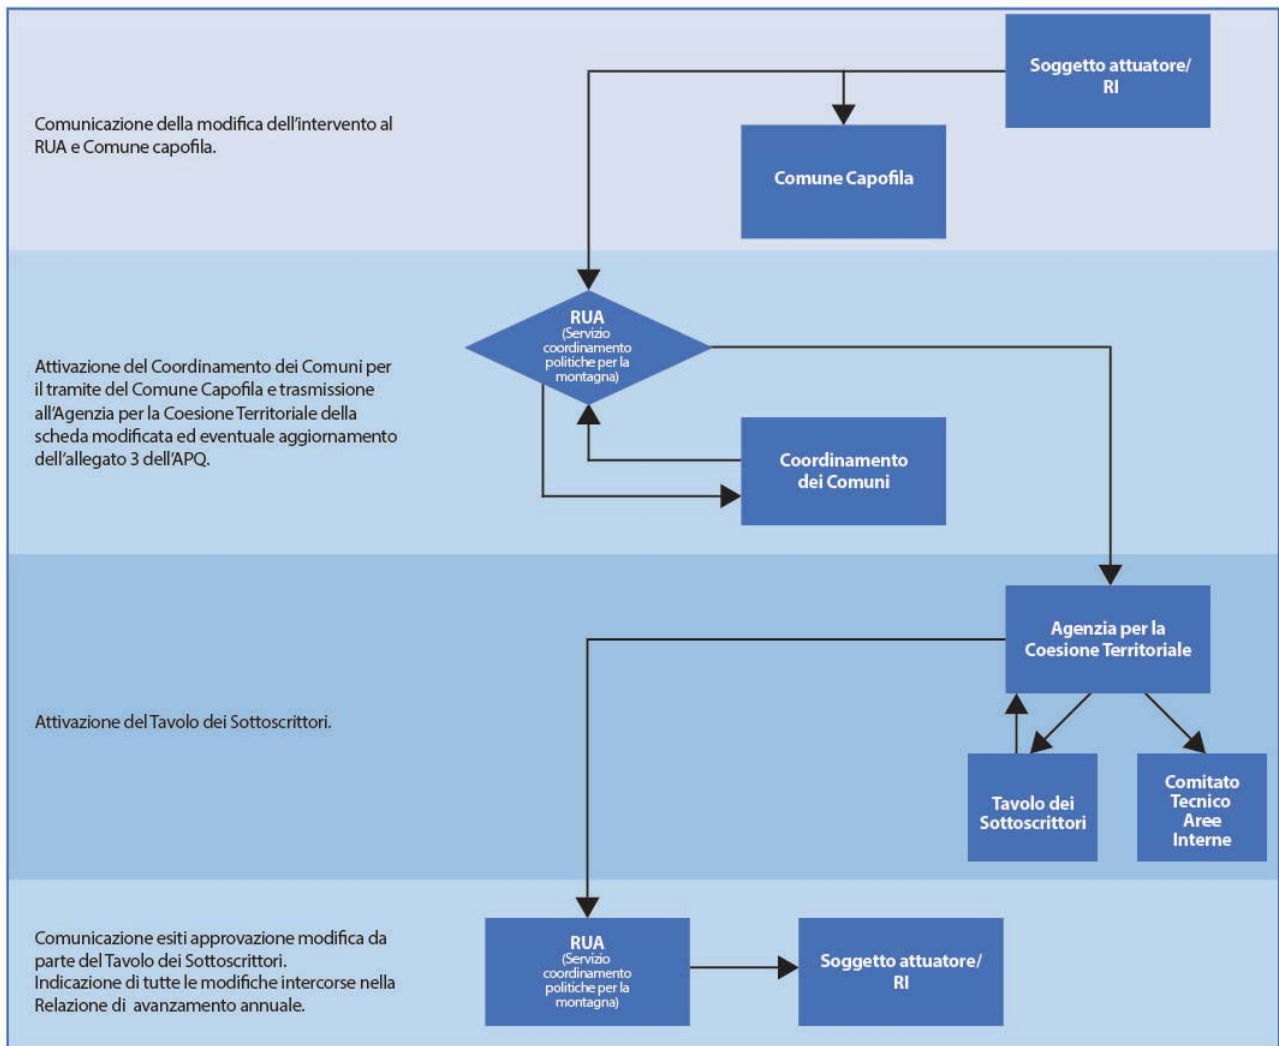 Soggetto attuatore/
RI
Comunicazione della modifica dell'intervento al
RUA e Comune capofila.
Comune Capofila
RUA
(Servizio
coordinamento
politiche per la
montagna)
Attivazione del Coordinamento dei Comuni per
il tramite del Comune Capofila e trasmissione
all'Agenzia per la Coesione Territoriale della
scheda modificata ed eventuale aggiornamento
dell'allegato 3 dell'APQ.
Coordinamento
dei Comuni
Agenzia per la
Coesione Territoriale
Attivazione del Tavolo dei Sottoscrittori.
Tavolo dei
Sottoscrittori
Comitato
Tecnico
Aree
Interne
Comunicazione esiti approvazione modifica da
parte del Tavolo dei Sottoscrittori.
Indicazione di tutte le modifiche intercorse nella
Relazione di avanzamento annuale.
RUA
(Servizio
coordinamento
politiche per la
montagna)
Soggetto attuatore/
RI